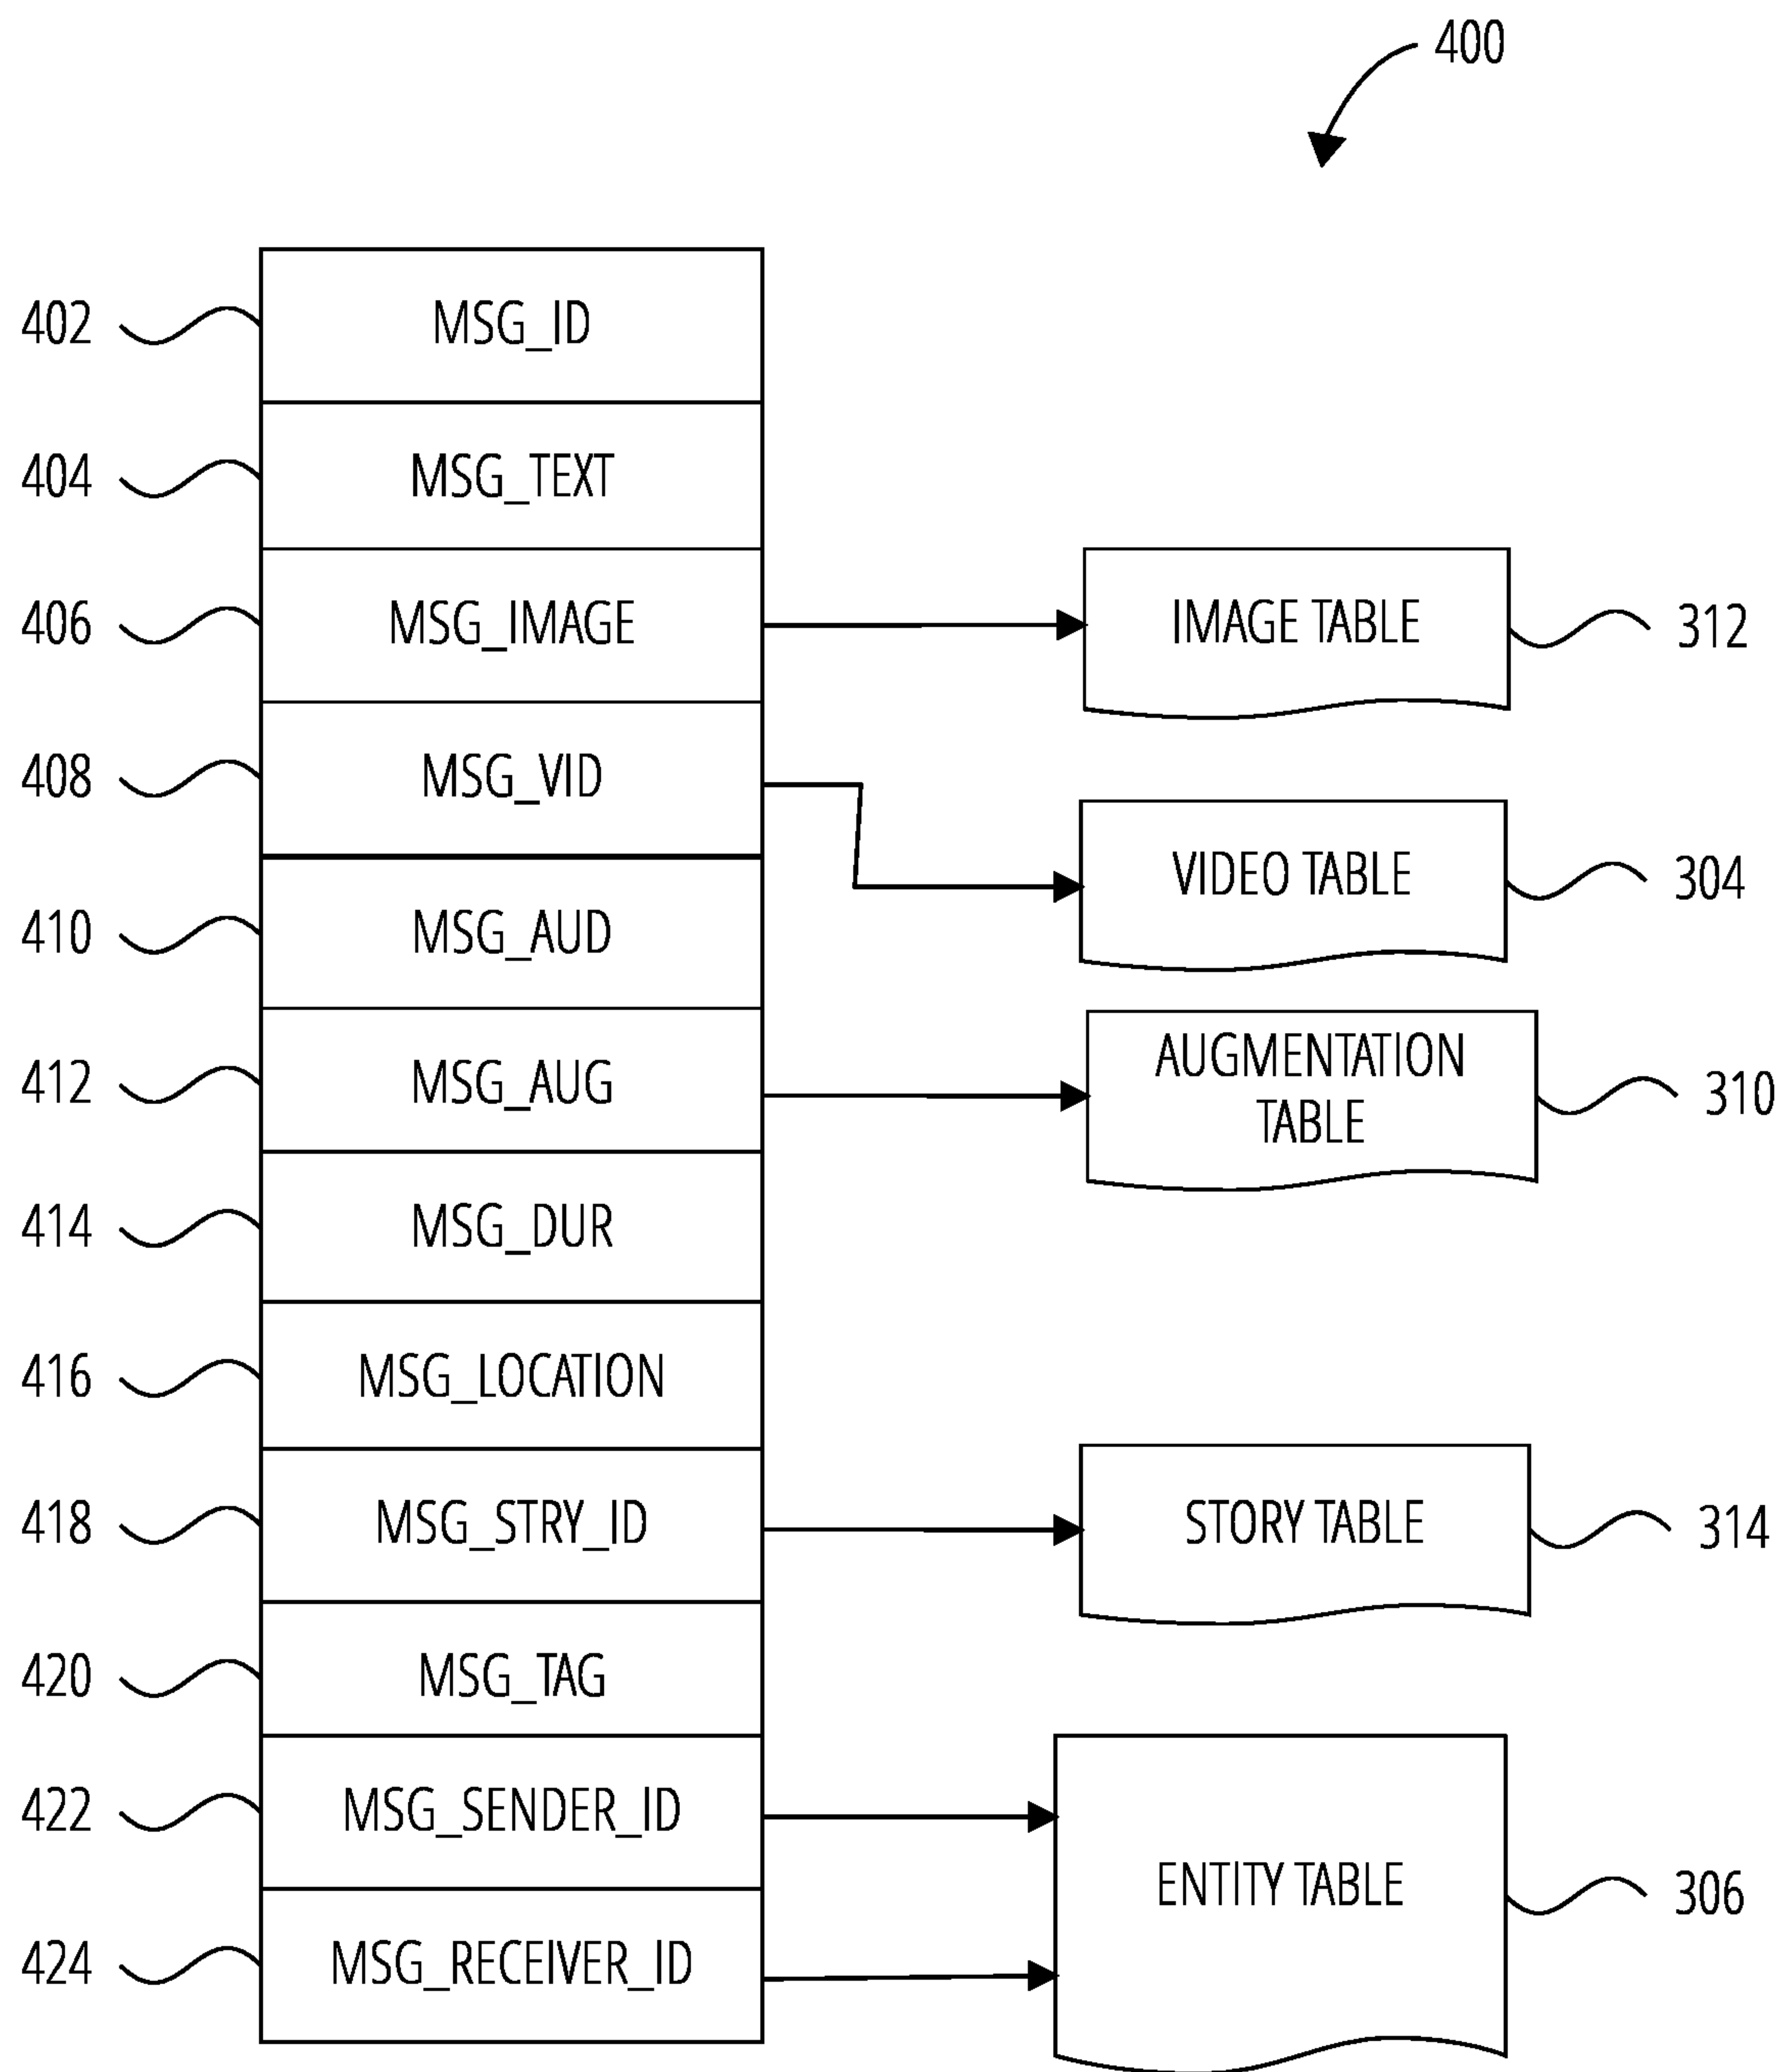 400
402 MSG_ID
404 MSG_TEXT
406 MSG_IMAGE IMAGE TABLE 312
408 MSG_VID
VIDEO TABLE 304
410 MSG_AUD
412 MSG_AUG AUGMENTATION TABLE 310
414 MSG_DUR
416 MSG_LOCATION
418 MSG_STRY_ID STORY TABLE 314
420 MSG_TAG
422 MSG_SENDER_ID
ENTITY TABLE 306
424 MSG_RECEIVER_ID